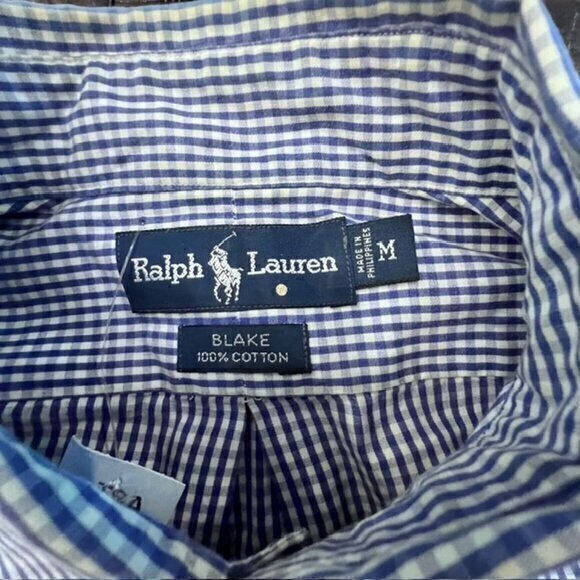 Ralph Lauren
MADE IN
PHILIPPINES
M
BLAKE
100% COTTON